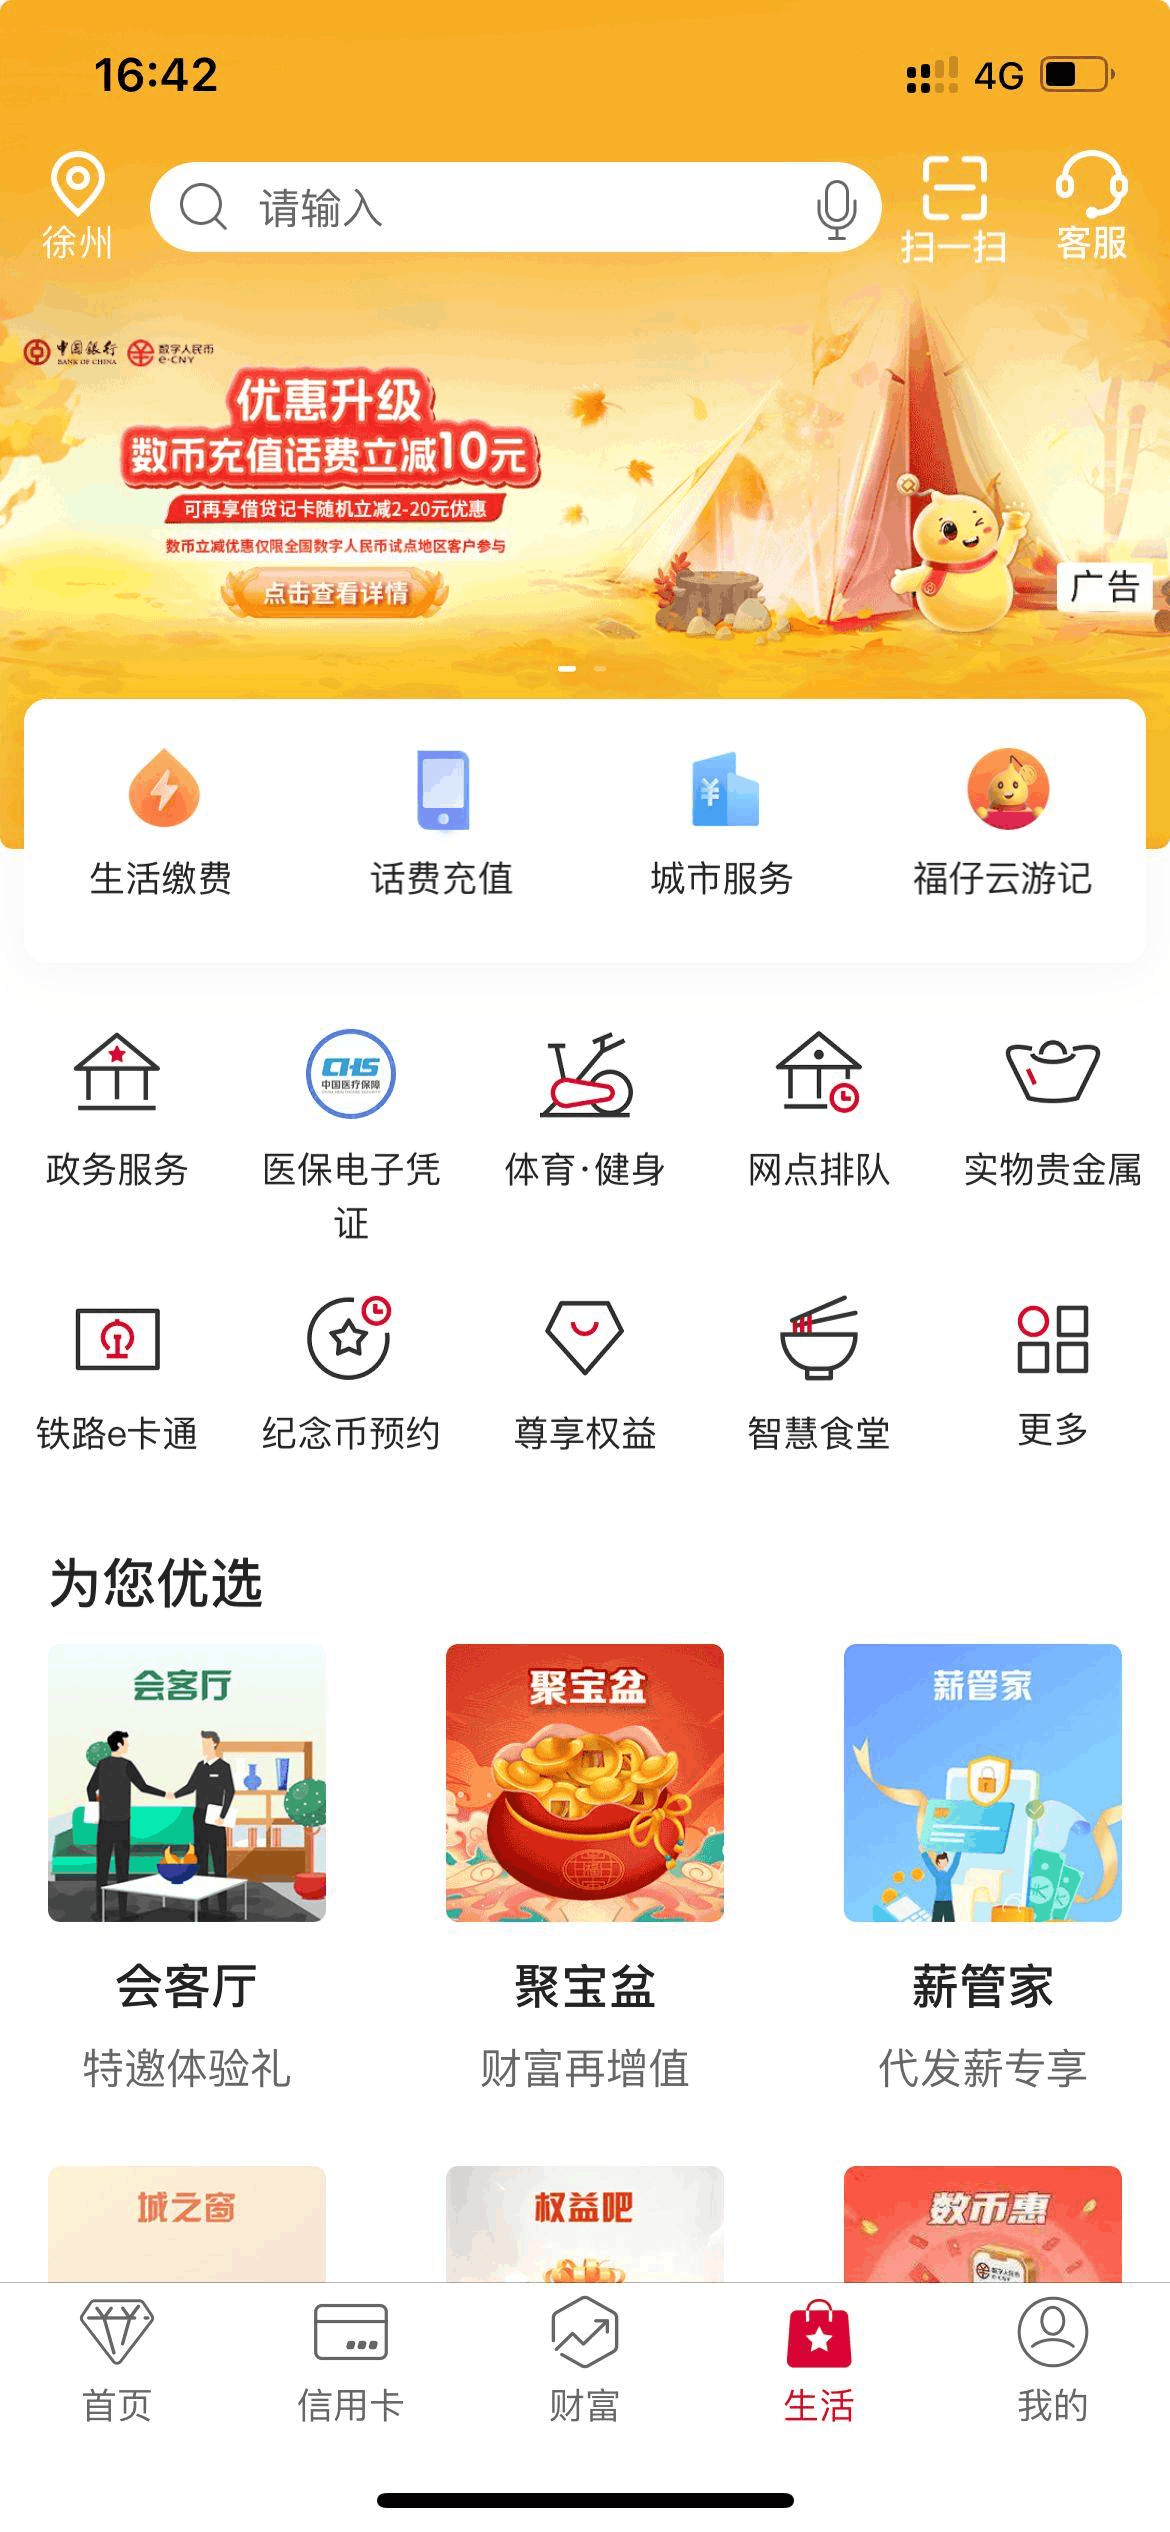 16:42
4G
徐州
请输入
扫一扫
客服
中国银行
BANK OF CHINA
数字人民币
e-CNY
优惠升级
数币充值话费立减10元
可再享借贷记卡随机立减2-20元优惠
数币立减优惠仅限全国数字人民币试点地区客户参与
点击查看详情
广告
生活缴费
话费充值
城市服务
福仔云游记
CHS
中国医疗保障
政务服务
医保电子凭
证
体育·健身
网点排队
实物贵金属
铁路e卡通
纪念币预约
尊享权益
智慧食堂
更多
为您优选
会客厅
聚宝盆
薪管家
会客厅
聚宝盆
薪管家
特邀体验礼
财富再增值
代发薪专享
城之窗
权益吧
数币惠
数字人民币
e-CNY
首页
信用卡
财富
生活
我的